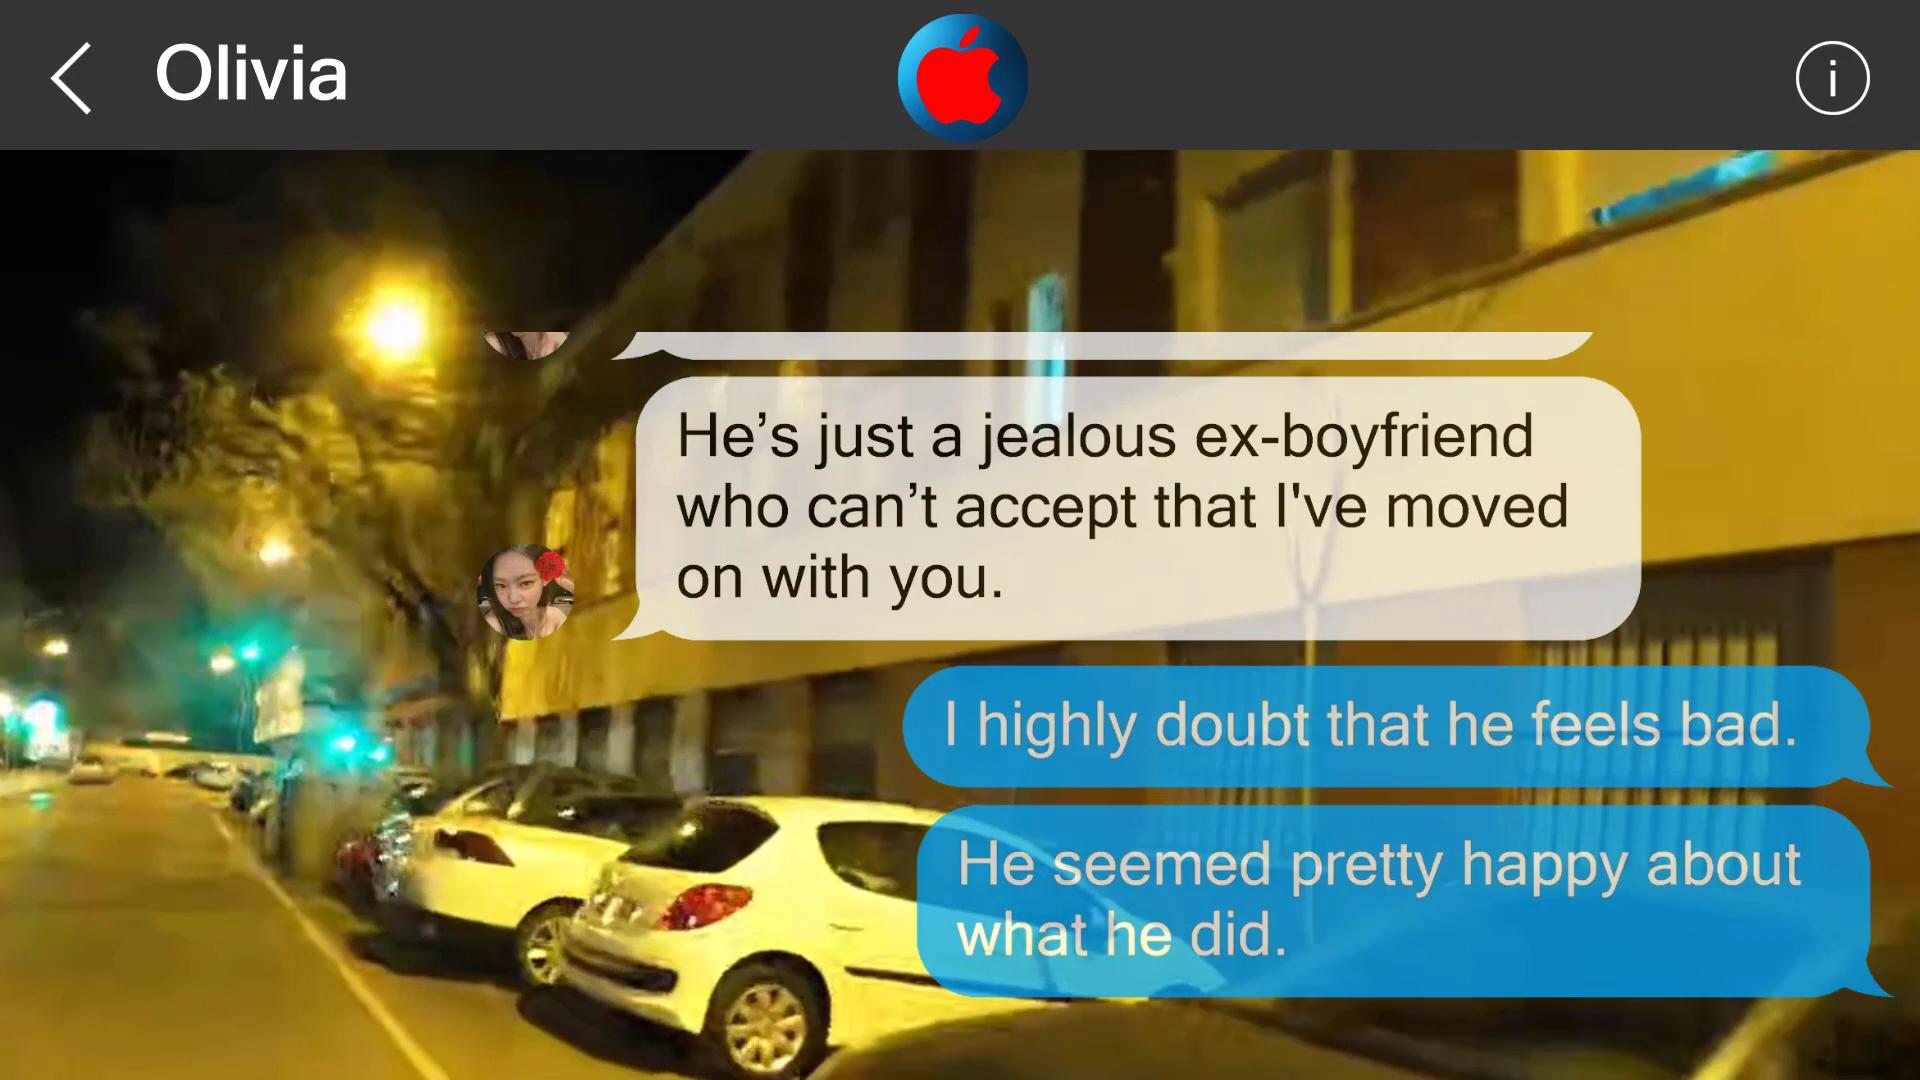 Olivia
i
He’s just a jealous ex-boyfriend
who can’t accept that I've moved
on with you.
I highly doubt that he feels bad.
He seemed pretty happy about
what he did.